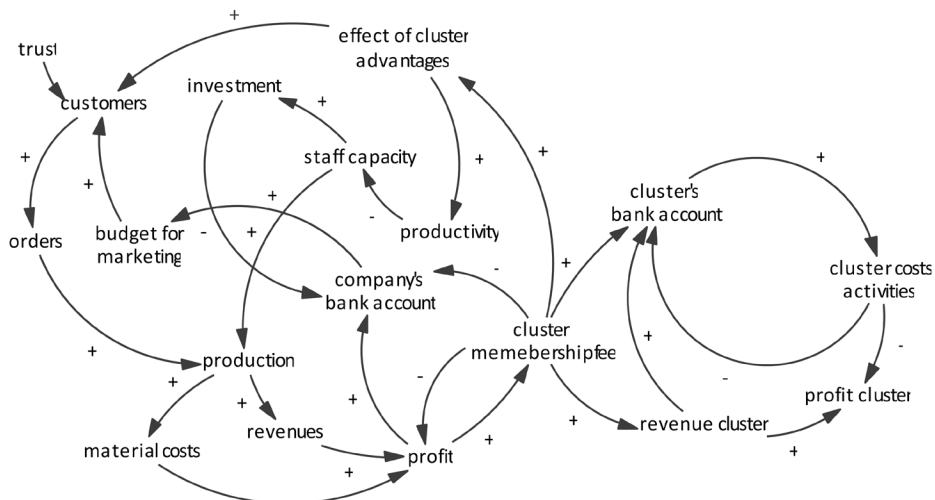 +
effect of cluster
advantages
trust
investment
+
customers
+
+
staff capacity
+
+
cluster's
bank account
+
+
-
productivity
orders
budget for
marketing
-
+
company's
bank account
-
+
cluster costs
activities
cluster
memebershipfee
+
production
+
-
+
-
-
+
+
+
profit cluster
revenues
+
revenue cluster
material costs
profit
+
+
+